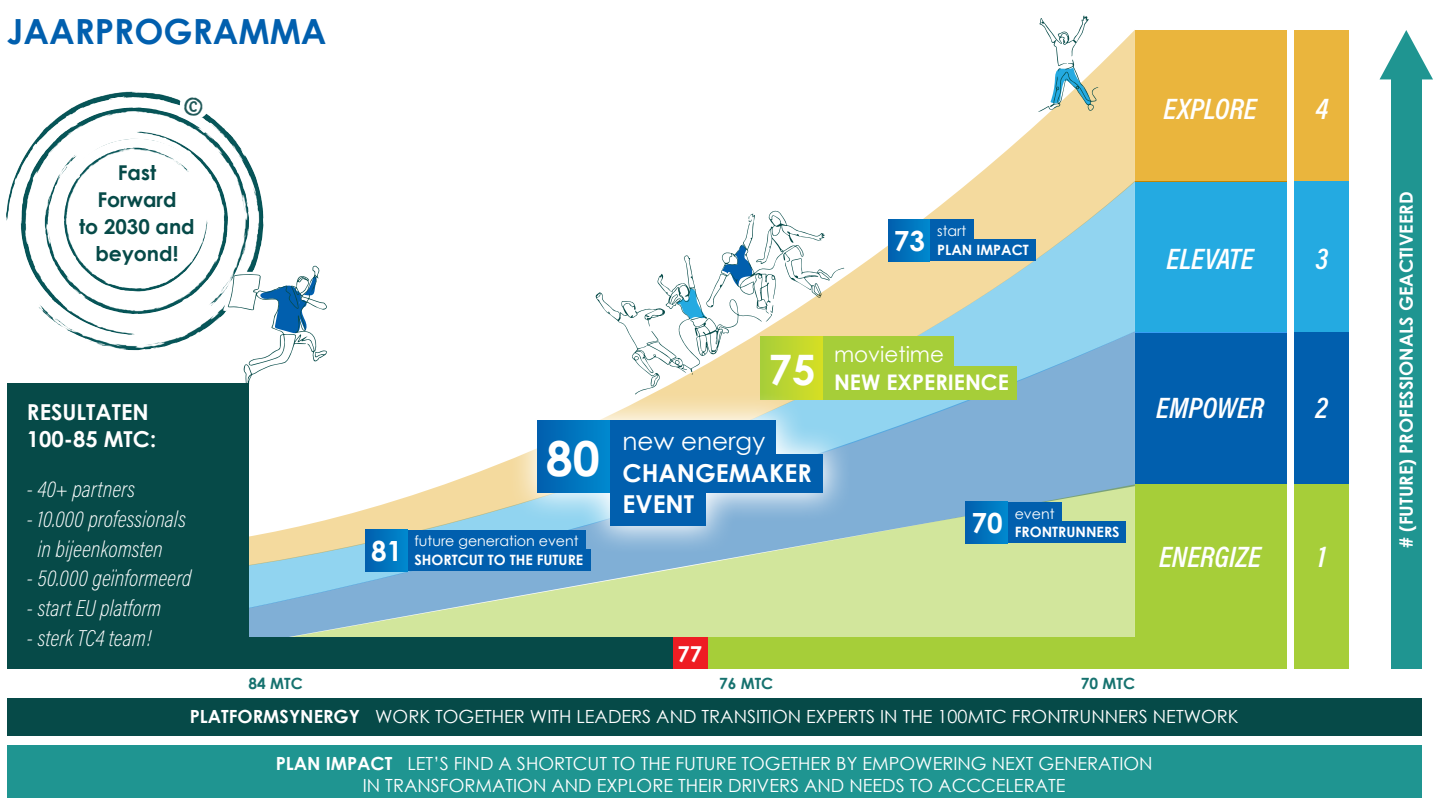 JAARPROGRAMMA
©
Fast
Forward
to 2030 and
beyond!
RESULTATEN
100-85 MTC:
- 40+ partners
- 10.000 professionals
in bijeenkomsten
- 50.000 geïnformeerd
- start EU platform
- sterk TC4 team!
81 future generation event
SHORTCUT TO THE FUTURE
80 new energy
CHANGEMAKER
EVENT
75 movietime
NEW EXPERIENCE
73 start
PLAN IMPACT
70 event
FRONTRUNNERS
EXPLORE 4
ELEVATE 3
EMPOWER 2
ENERGIZE 1
# (FUTURE) PROFESSIONALS GEACTIVEERD
77
84 MTC 76 MTC 70 MTC
PLATFORMSYNERGY WORK TOGETHER WITH LEADERS AND TRANSITION EXPERTS IN THE 100MTC FRONTRUNNERS NETWORK
PLAN IMPACT LET'S FIND A SHORTCUT TO THE FUTURE TOGETHER BY EMPOWERING NEXT GENERATION
IN TRANSFORMATION AND EXPLORE THEIR DRIVERS AND NEEDS TO ACCCELERATE